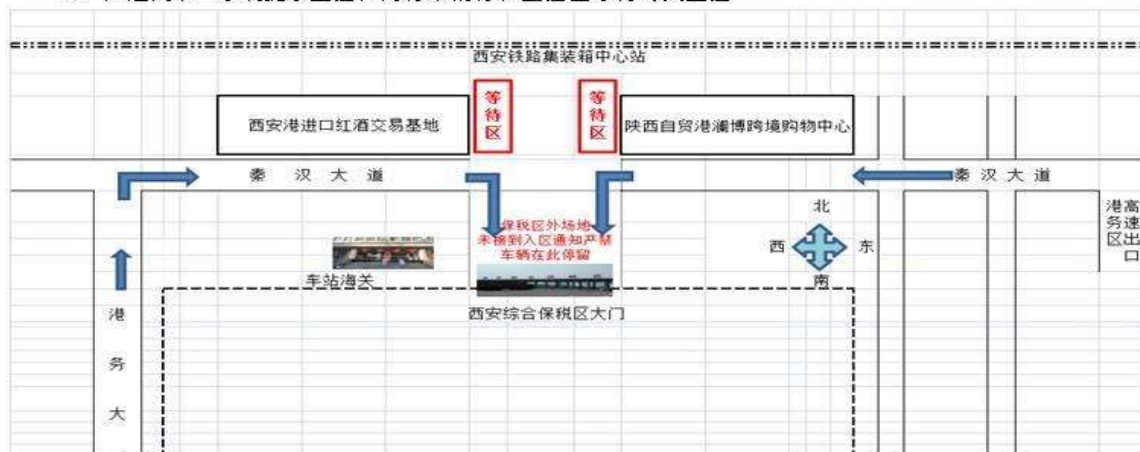 西安铁路集装箱中心站
等待区
等待区
西安港进口红酒交易基地
陕西自贸港澜博跨境购物中心
秦汉大道
秦汉大道
保税区外场地
未接到入区通知严禁
车辆在此停留
北
西
东
南
港务区
高速出口
车站海关
西安综合保税区大门
港务大